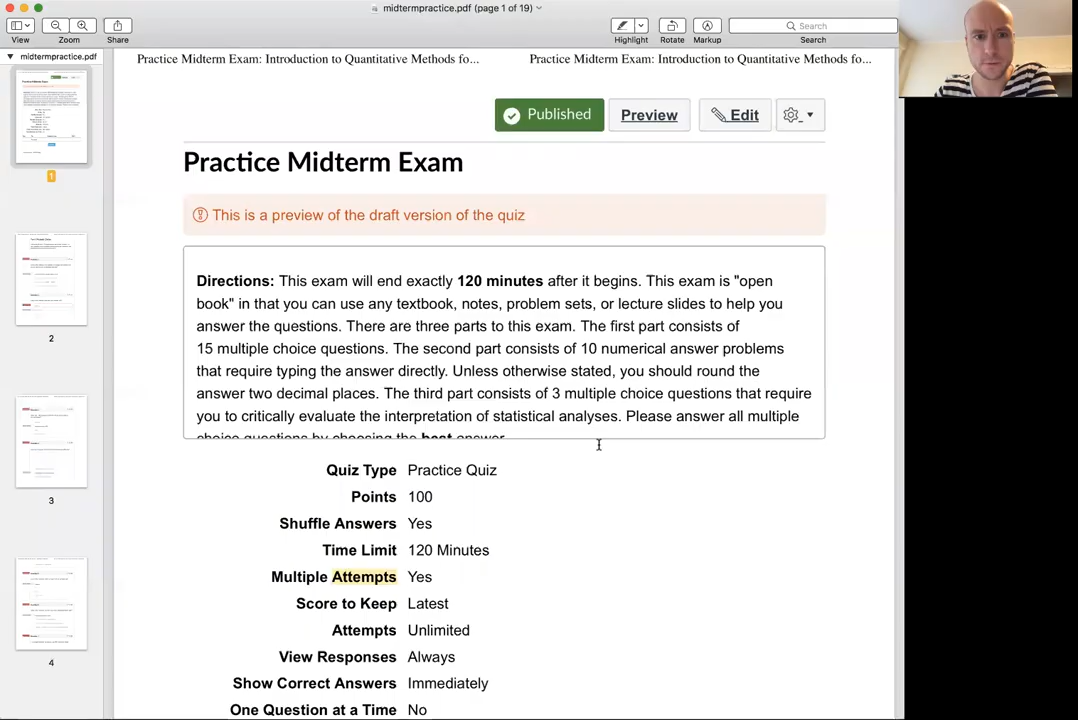 midtermpractice.pdf (page 1 of 19)
View
Zoom
Share
Highlight
Rotate
Markup
Search
Search
midtermpractice.pdf
1
2
3
4
Practice Midterm Exam: Introduction to Quantitative Methods fo...
Practice Midterm Exam: Introduction to Quantitative Methods fo...
Published
Preview
Edit
Practice Midterm Exam
This is a preview of the draft version of the quiz
Directions: This exam will end exactly 120 minutes after it begins. This exam is "open
book" in that you can use any textbook, notes, problem sets, or lecture slides to help you
answer the questions. There are three parts to this exam. The first part consists of
15 multiple choice questions. The second part consists of 10 numerical answer problems
that require typing the answer directly. Unless otherwise stated, you should round the
answer two decimal places. The third part consists of 3 multiple choice questions that require
you to critically evaluate the interpretation of statistical analyses. Please answer all multiple
choice questions by choosing the best answer.
Quiz Type Practice Quiz
Points 100
Shuffle Answers Yes
Time Limit 120 Minutes
Multiple Attempts Yes
Score to Keep Latest
Attempts Unlimited
View Responses Always
Show Correct Answers Immediately
One Question at a Time No